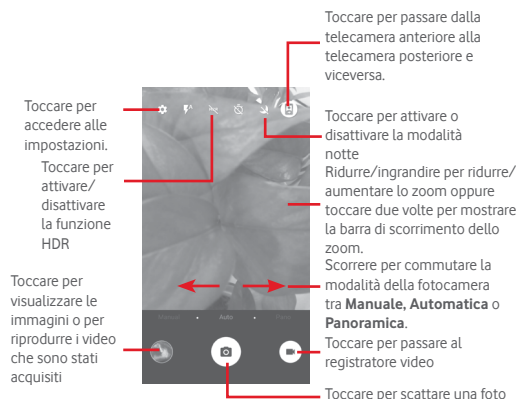 Toccare per passare dalla
telecamera anteriore alla
telecamera posteriore e
viceversa.
Toccare per
accedere alle
impostazioni.
Toccare per attivare o
disattivare la modalità
notte
Toccare per
attivare/
disattivare
la funzione
HDR
Ridurre/ingrandire per ridurre/
aumentare lo zoom oppure
toccare due volte per mostrare
la barra di scorrimento dello
zoom.
Scorrere per commutare la
modalità della fotocamera
tra Manuale, Automatica o
Panoramica.
Toccare per
visualizzare le
immagini o per
riprodurre i video
che sono stati
acquisiti
Manual • Auto • Pano
Toccare per passare al
registratore video
Toccare per scattare una foto